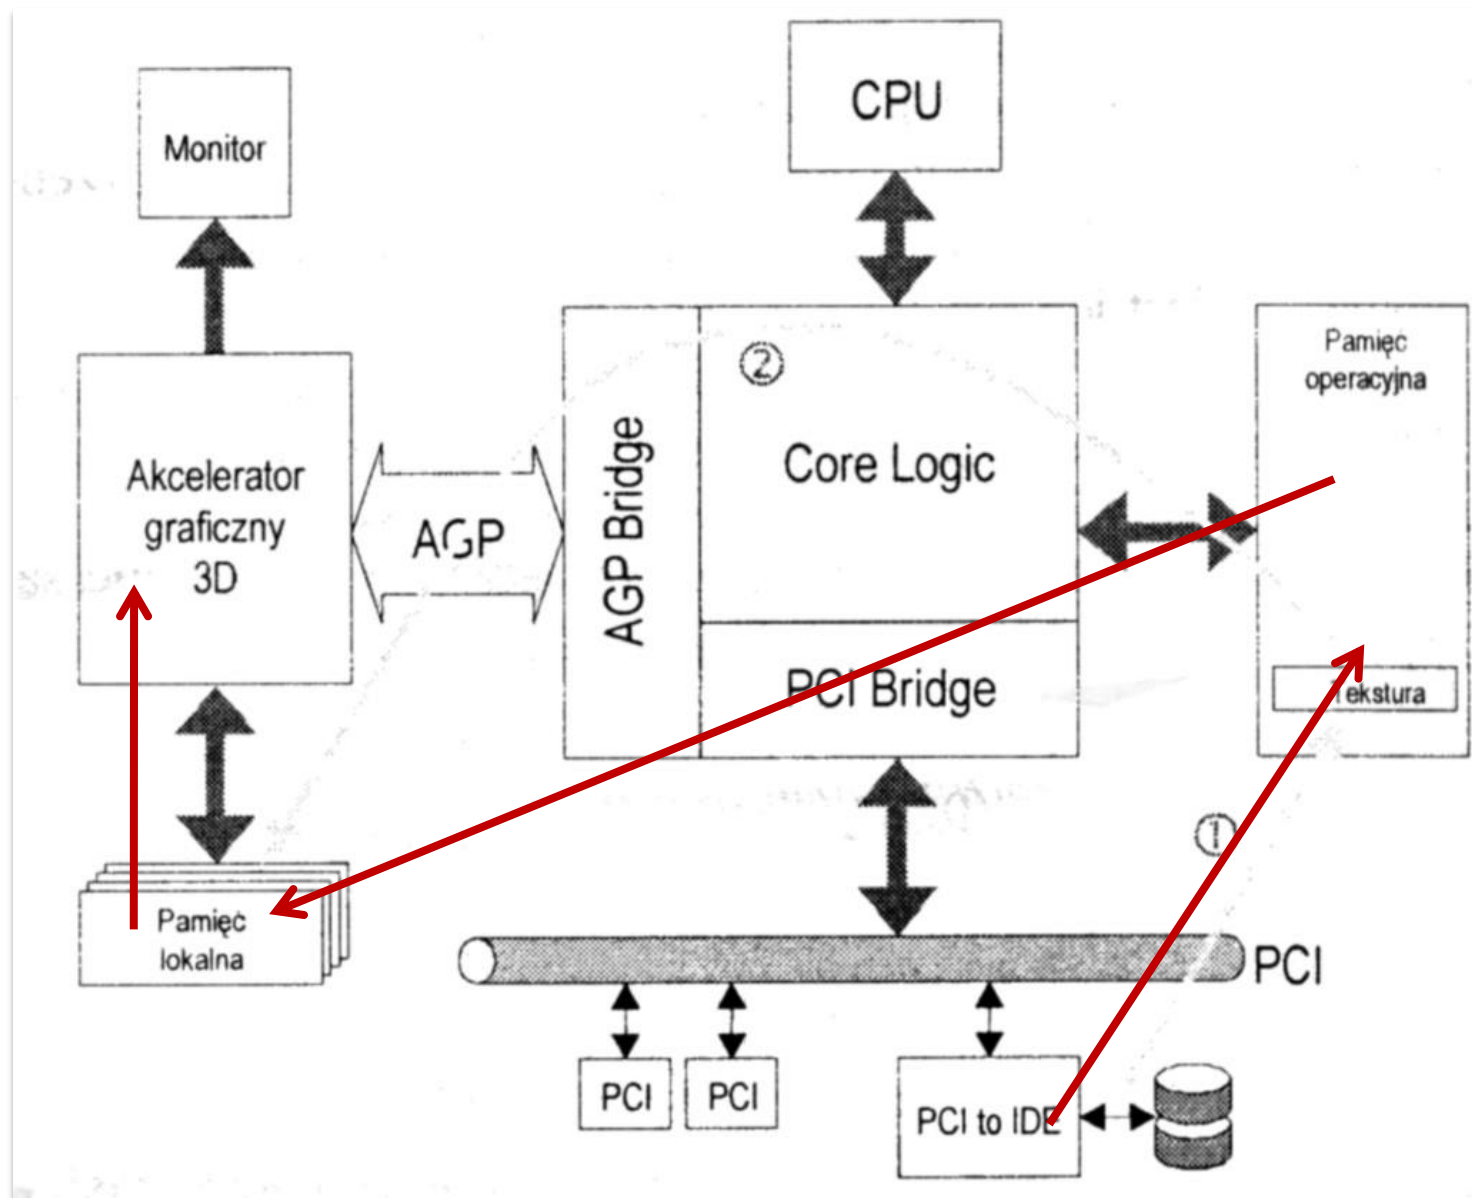 CPU
Monitor
②
Pamięć
operacyjna
Akcelerator
graficzny
3D
AGP
AGP Bridge
Core Logic
PCI Bridge
Tekstura
①
Pamięć
lokalna
PCI
PCI
PCI
PCI to IDE